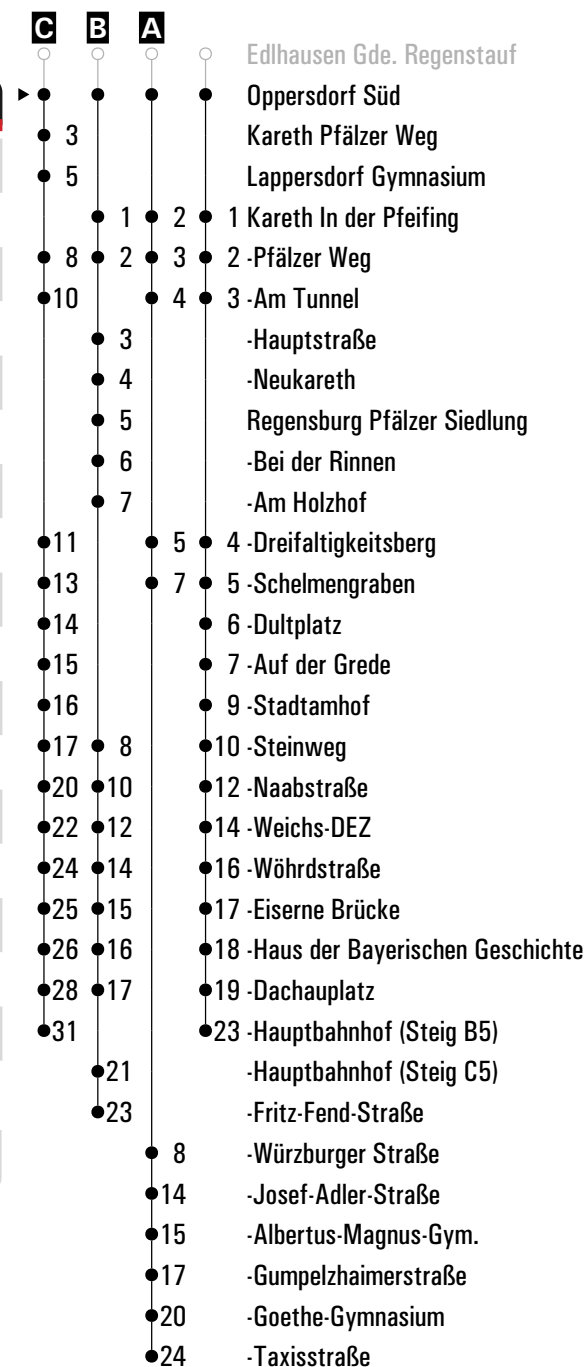 C B A
Edlhausen Gde. Regenstauf
Oppersdorf Süd
3 Kareth Pfälzer Weg
5 Lappersdorf Gymnasium
1 2 1 Kareth In der Pfeifing
8 2 3 2 -Pfälzer Weg
10 4 3 -Am Tunnel
3 -Hauptstraße
4 -Neukareth
5 Regensburg Pfälzer Siedlung
6 -Bei der Rinnen
7 -Am Holzhof
11 5 4 -Dreifaltigkeitsberg
13 7 5 -Schelmengraben
14 6 -Dultplatz
15 7 -Auf der Grede
16 9 -Stadtamhof
17 8 10 -Steinweg
20 10 12 -Naabstraße
22 12 14 -Weichs-DEZ
24 14 16 -Wöhrdstraße
25 15 17 -Eiserne Brücke
26 16 18 -Haus der Bayerischen Geschichte
28 17 19 -Dachauplatz
31 23 -Hauptbahnhof (Steig B5)
21 -Hauptbahnhof (Steig C5)
23 -Fritz-Fend-Straße
8 -Würzburger Straße
14 -Josef-Adler-Straße
15 -Albertus-Magnus-Gym.
17 -Gumpelzhaimerstraße
20 -Goethe-Gymnasium
24 -Taxisstraße